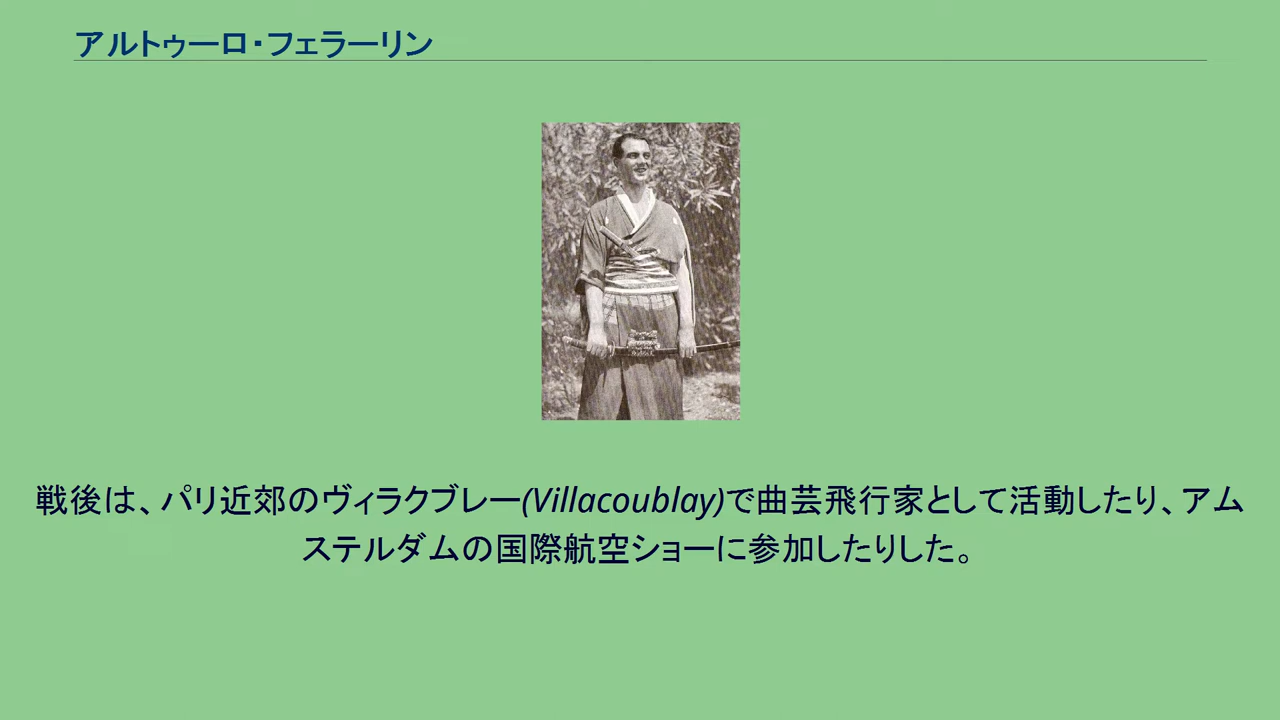 アルトゥーロ・フェラーリン
戦後は、パリ近郊のヴィラクブレー(Villacoublay)で曲芸飛行家として活動したり、アム
ステルダムの国際航空ショーに参加したりした。